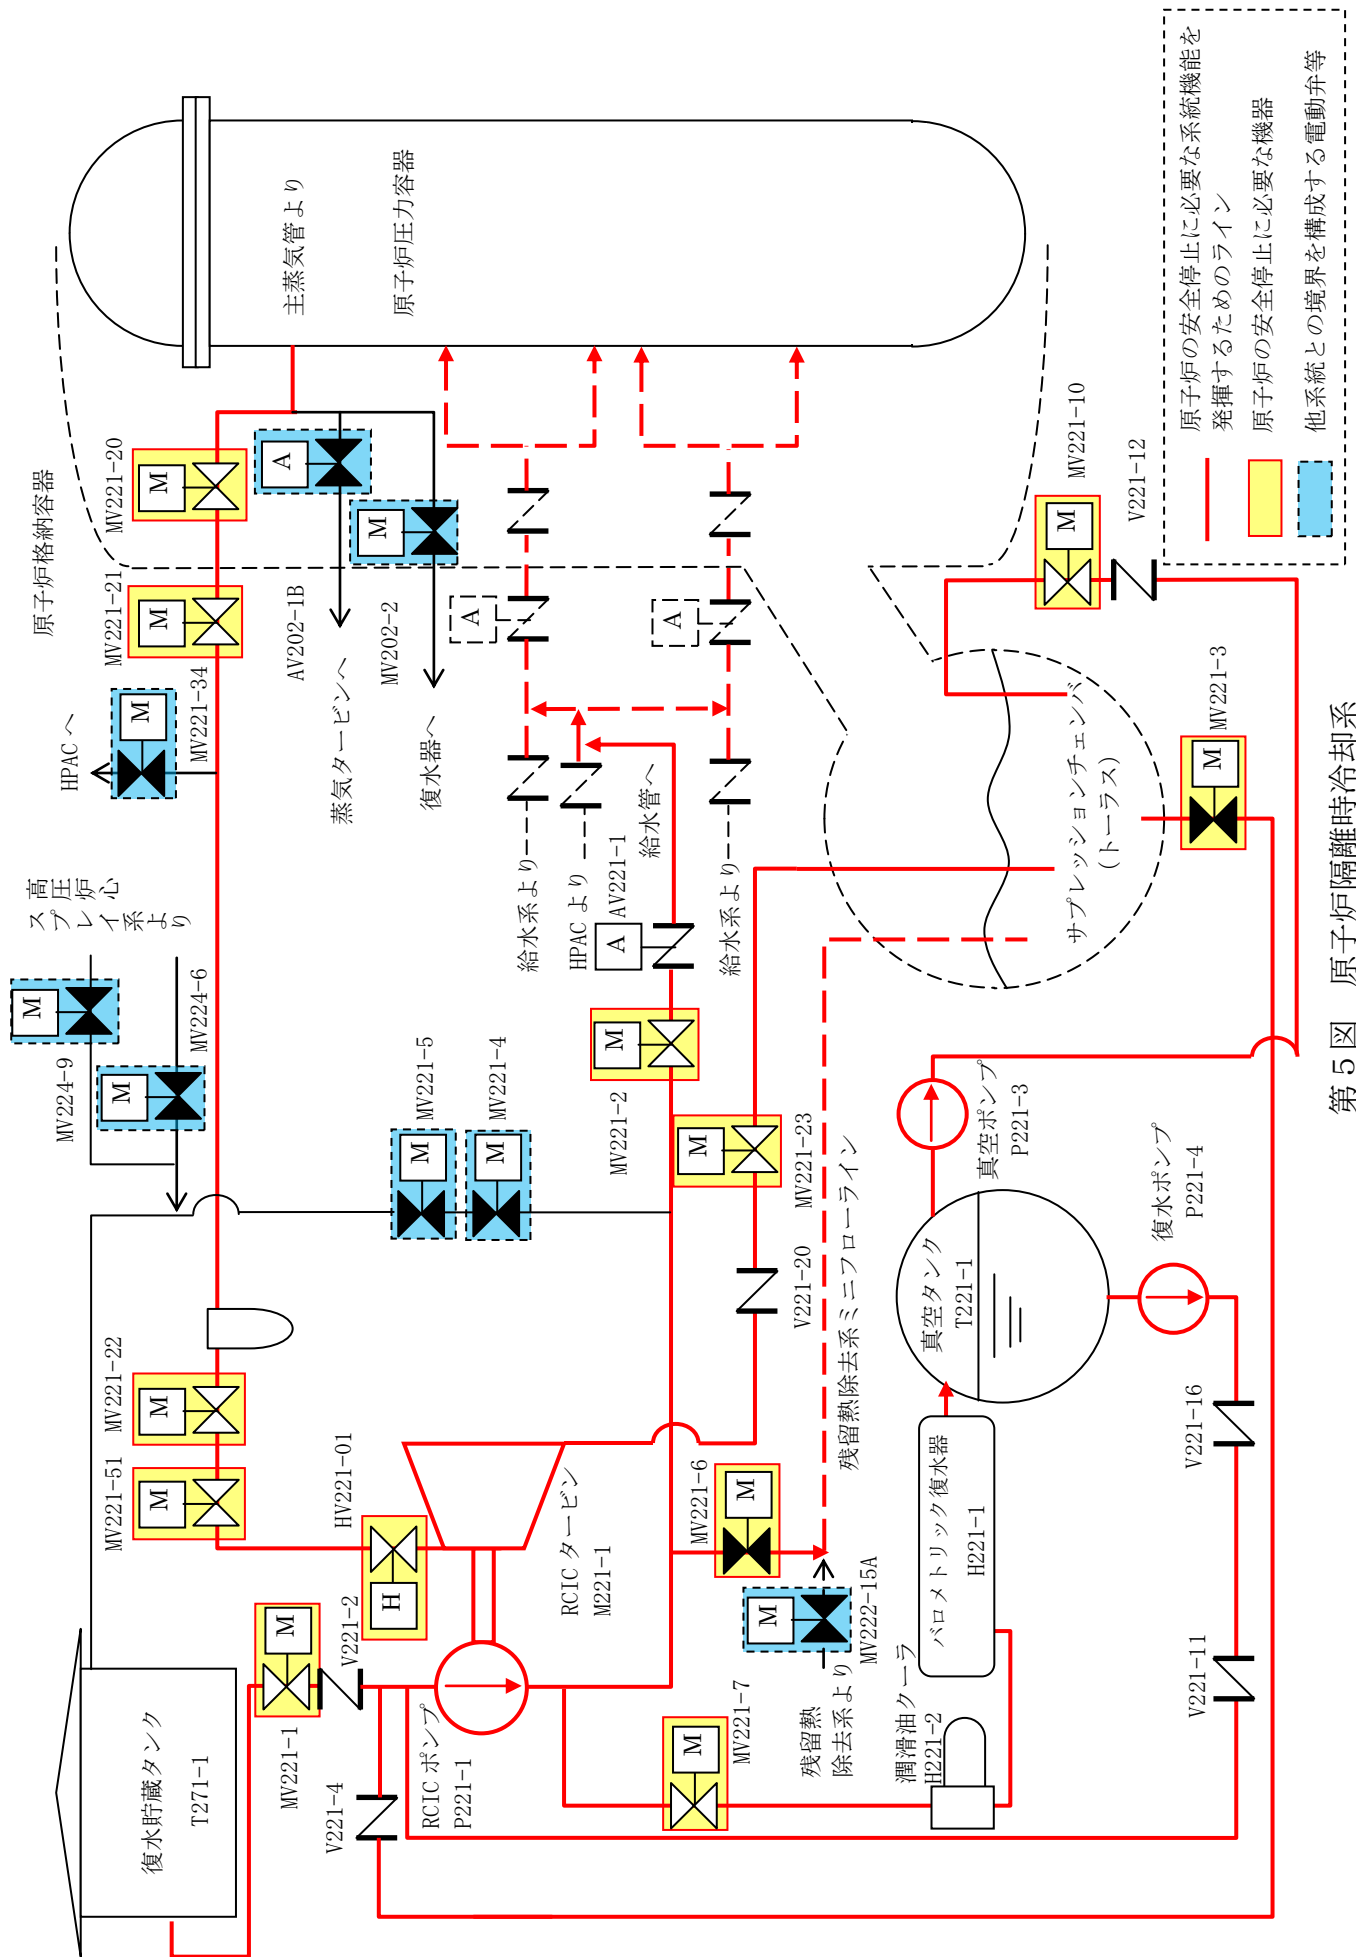 原子炉格納容器
主蒸気管より
原子炉圧力容器
MV221-20
M
MV221-21
M
A
AV202-1B
蒸気タービンへ
M
MV202-2
復水器へ
HPACへ
M
MV221-34
高圧炉心
スプレイ系より
M
MV224-9
M
MV224-6
A
A
給水系より
HPACより
給水管へ
AV221-1
A
給水系より
M
MV221-5
M
MV221-4
M
MV221-2
M
MV221-23
V221-20
MV221-22
M
MV221-51
M
HV221-01
H
RCICタービン
M221-1
復水貯蔵タンク
T271-1
M
MV221-1
V221-2
V221-4
RCICポンプ
P221-1
MV221-6
M
残留熱除去系ミニフローライン
M
MV222-15A
残留熱
除去系より
M
MV221-7
潤滑油クーラ
H221-2
バロメトリック復水器
H221-1
真空タンク
T221-1
真空ポンプ
P221-3
復水ポンプ
P221-4
V221-16
V221-11
サプレッションチェンバ
(トーラス)
MV221-3
M
MV221-10
M
V221-12
原子炉の安全停止に必要な系統機能を
発揮するためのライン
原子炉の安全停止に必要な機器
他系統との境界を構成する電動弁等
第5図 原子炉隔離時冷却系